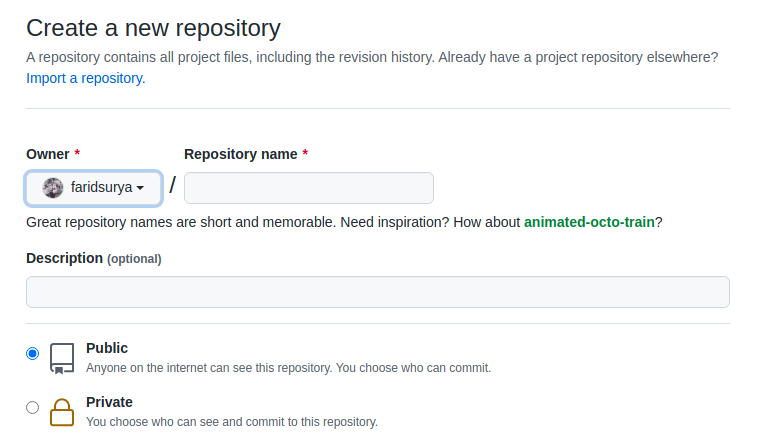 Create a new repository
A repository contains all project files, including the revision history. Already have a project repository elsewhere?
Import a repository.
Owner * Repository name *
faridsurya /
Great repository names are short and memorable. Need inspiration? How about animated-octo-train?
Description (optional)
Public
Anyone on the internet can see this repository. You choose who can commit.
Private
You choose who can see and commit to this repository.